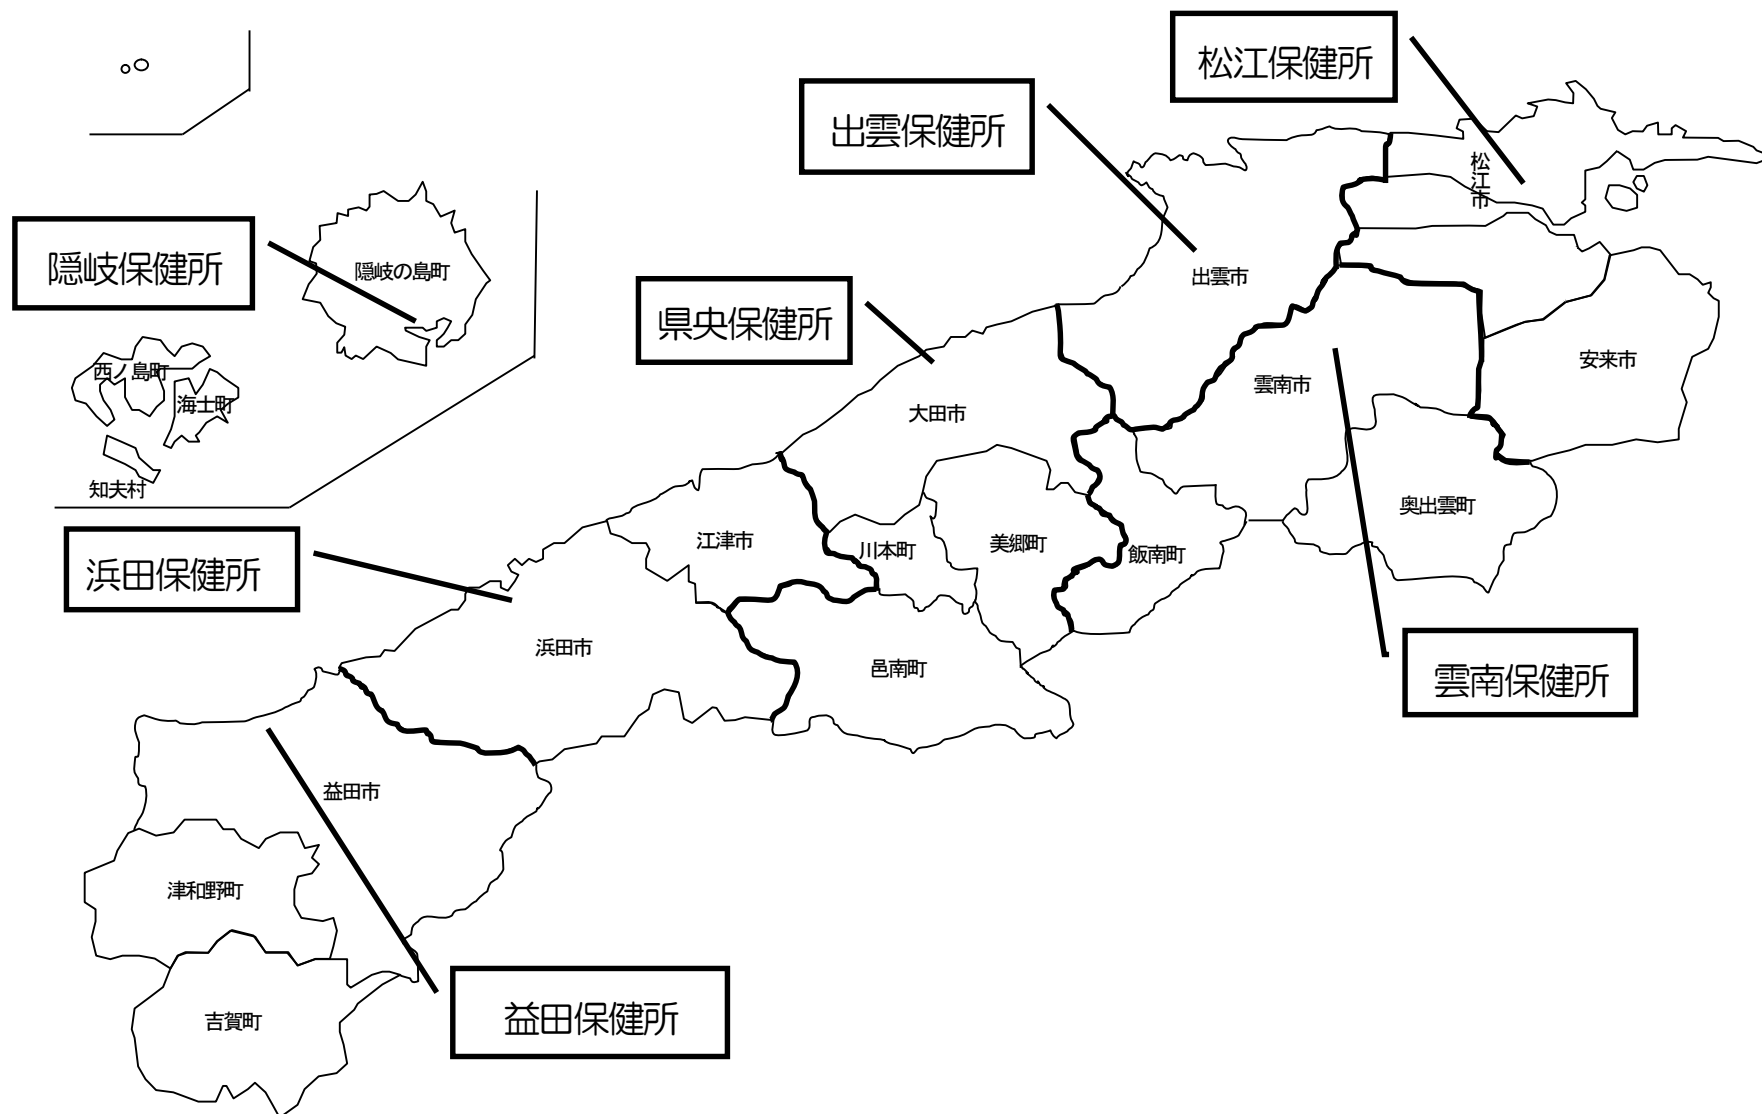 松江保健所
出雲保健所
松江市
隠岐保健所
隠岐の島町
出雲市
県央保健所
安来市
西ノ島町
雲南市
海士町
大田市
知夫村
奥出雲町
江津市
川本町
美郷町
飯南町
浜田保健所
浜田市
邑南町
雲南保健所
益田市
津和野町
吉賀町
益田保健所